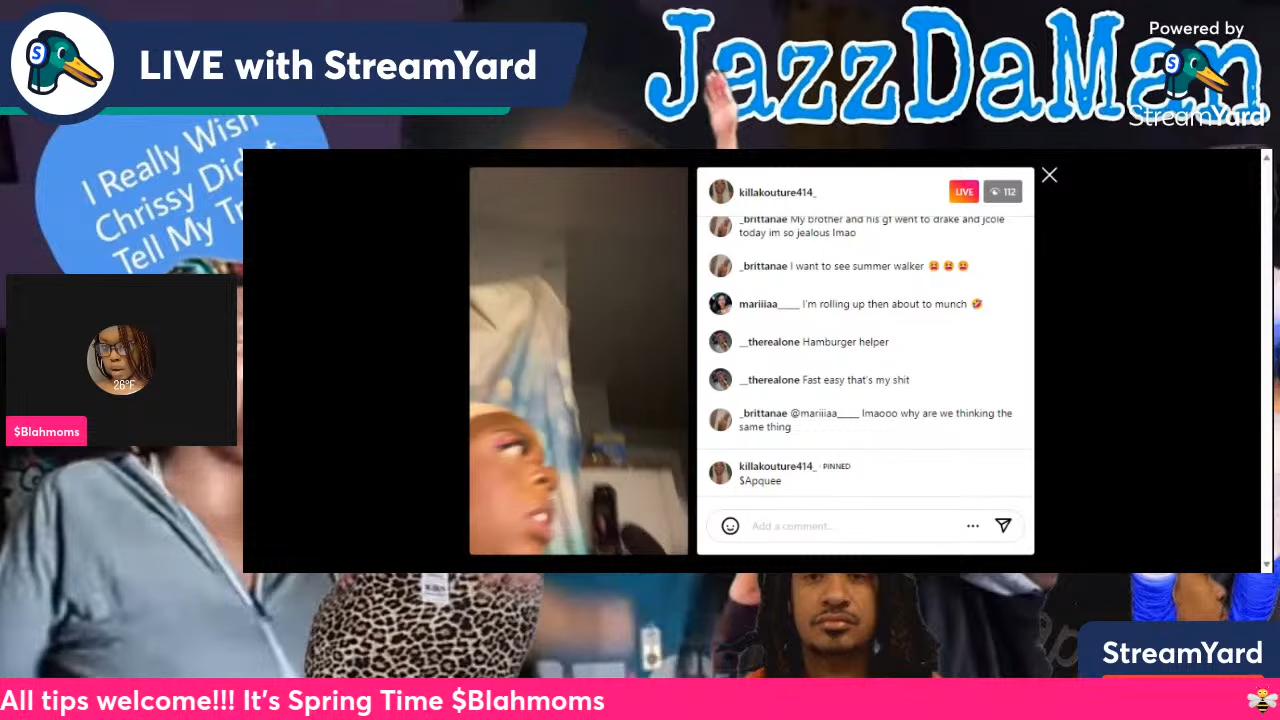 LIVE with StreamYard
JazzDaMan
Powered by
StreamYard
I Really Wish
Chrissy
Tell My
killakouture414_
LIVE
112
_brittanae My brother and his gf went to drake and jcole
today im so jealous lmao
_brittanae I want to see summer walker 😫 😫 😫
mariiiaa____ I'm rolling up then about to munch 🤣
__therealone Hamburger helper
__therealone Fast easy that's my shit
_brittanae @mariiiaa____ lmaooo why are we thinking the
same thing
killakouture414_ · PINNED
$Apquee
Add a comment...
26°F
$Blahmoms
StreamYard
All tips welcome!!! It's Spring Time $Blahmoms